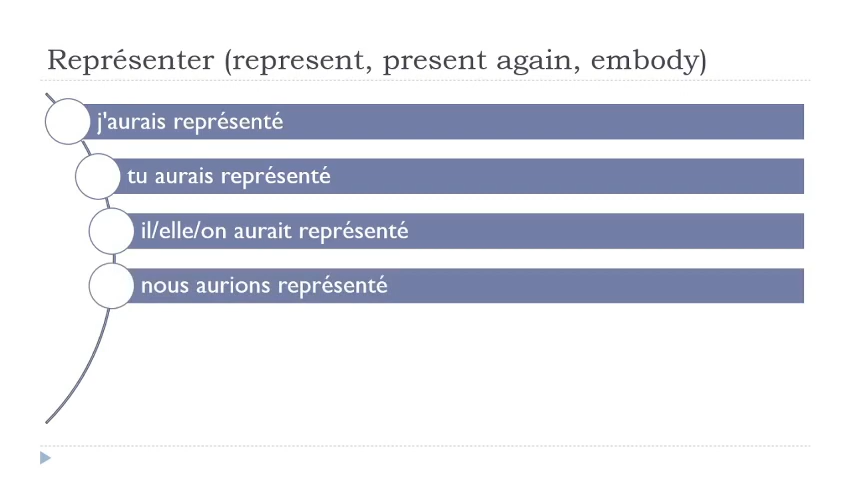 Représenter (represent, present again, embody)
j'aurais représenté
tu aurais représenté
il/elle/on aurait représenté
nous aurions représenté